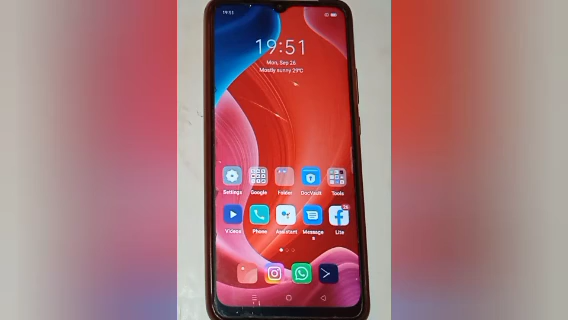 19:51
19:51
Mon, Sep 26
Mostly sunny 29°C
Settings Google Folder DocVault Tools
26
Videos Phone Assistant Message Lite
s